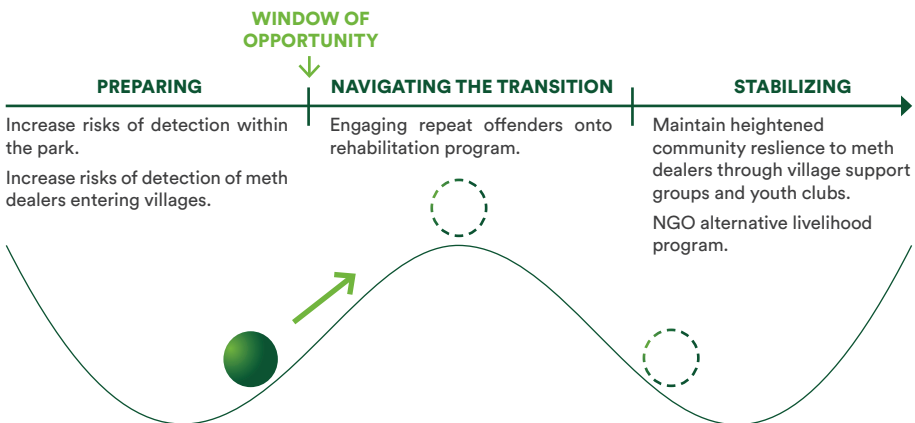 WINDOW OF
OPPORTUNITY
PREPARING
NAVIGATING THE TRANSITION
STABILIZING
Increase risks of detection within
the park.
Increase risks of detection of meth
dealers entering villages.
Engaging repeat offenders onto
rehabilitation program.
Maintain heightened
community reslience to meth
dealers through village support
groups and youth clubs.
NGO alternative livelihood
program.